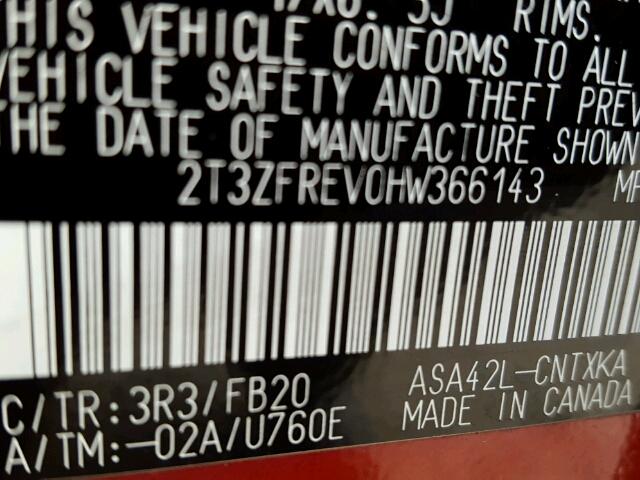 RIMS.
THIS VEHICLE CONFORMS TO ALL
VEHICLE SAFETY AND THEFT PREV
THE DATE OF MANUFACTURE SHOWN
2T3ZFREV0HW366143
C/TR:3R3/FB20 ASA42L-CNTXKA
A/TM:-02A/U760E MADE IN CANADA